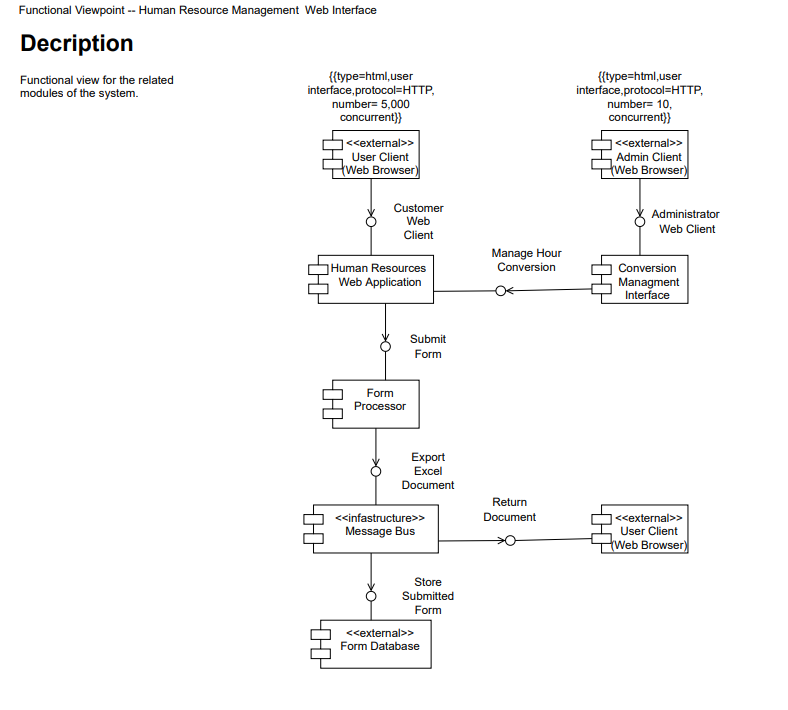 Functional Viewpoint -- Human Resource Management  Web Interface
Decription
Functional view for the related
modules of the system.
{{type=html,user
interface,protocol=HTTP,
number= 5,000
concurrent}}
{{type=html,user
interface,protocol=HTTP,
number= 10,
concurrent}}
<<external>>
User Client
(Web Browser)
<<external>>
Admin Client
(Web Browser)
Customer
Web
Client
Administrator
Web Client
Human Resources
Web Application
Manage Hour
Conversion
Conversion
Managment
Interface
Submit
Form
Form
Processor
Export
Excel
Document
<<infastructure>>
Message Bus
Return
Document
<<external>>
User Client
(Web Browser)
Store
Submitted
Form
<<external>>
Form Database